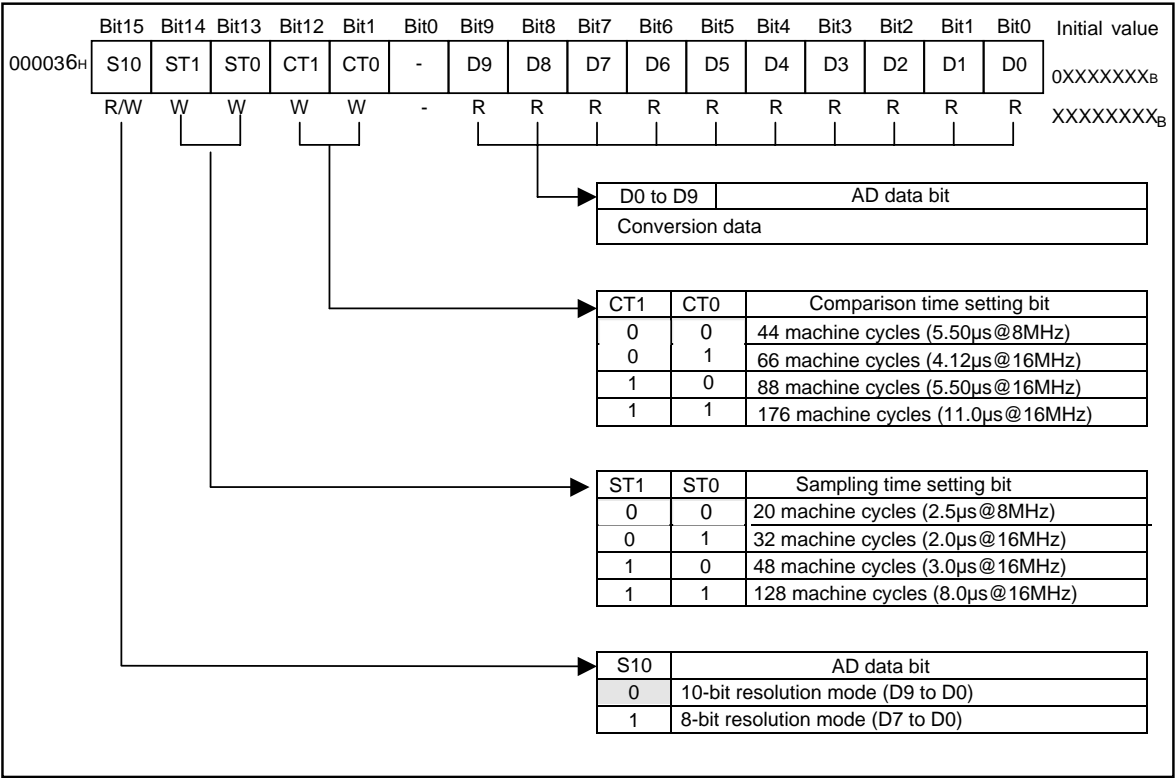 Bit15 Bit14 Bit13 Bit12 Bit1 Bit0 Bit9 Bit8 Bit7 Bit6 Bit5 Bit4 Bit3 Bit2 Bit1 Bit0 Initial value
000036H S10 ST1 ST0 CT1 CT0 - D9 D8 D7 D6 D5 D4 D3 D2 D1 D0 0XXXXXXXB
R/W W W W W - R R R R R R R R R R XXXXXXXXB
D0 to D9 AD data bit
Conversion data
CT1 CT0 Comparison time setting bit
0 0 44 machine cycles (5.50µs@8MHz)
0 1 66 machine cycles (4.12µs@16MHz)
1 0 88 machine cycles (5.50µs@16MHz)
1 1 176 machine cycles (11.0µs@16MHz)
ST1 ST0 Sampling time setting bit
0 0 20 machine cycles (2.5µs@8MHz)
0 1 32 machine cycles (2.0µs@16MHz)
1 0 48 machine cycles (3.0µs@16MHz)
1 1 128 machine cycles (8.0µs@16MHz)
S10 AD data bit
0 10-bit resolution mode (D9 to D0)
1 8-bit resolution mode (D7 to D0)